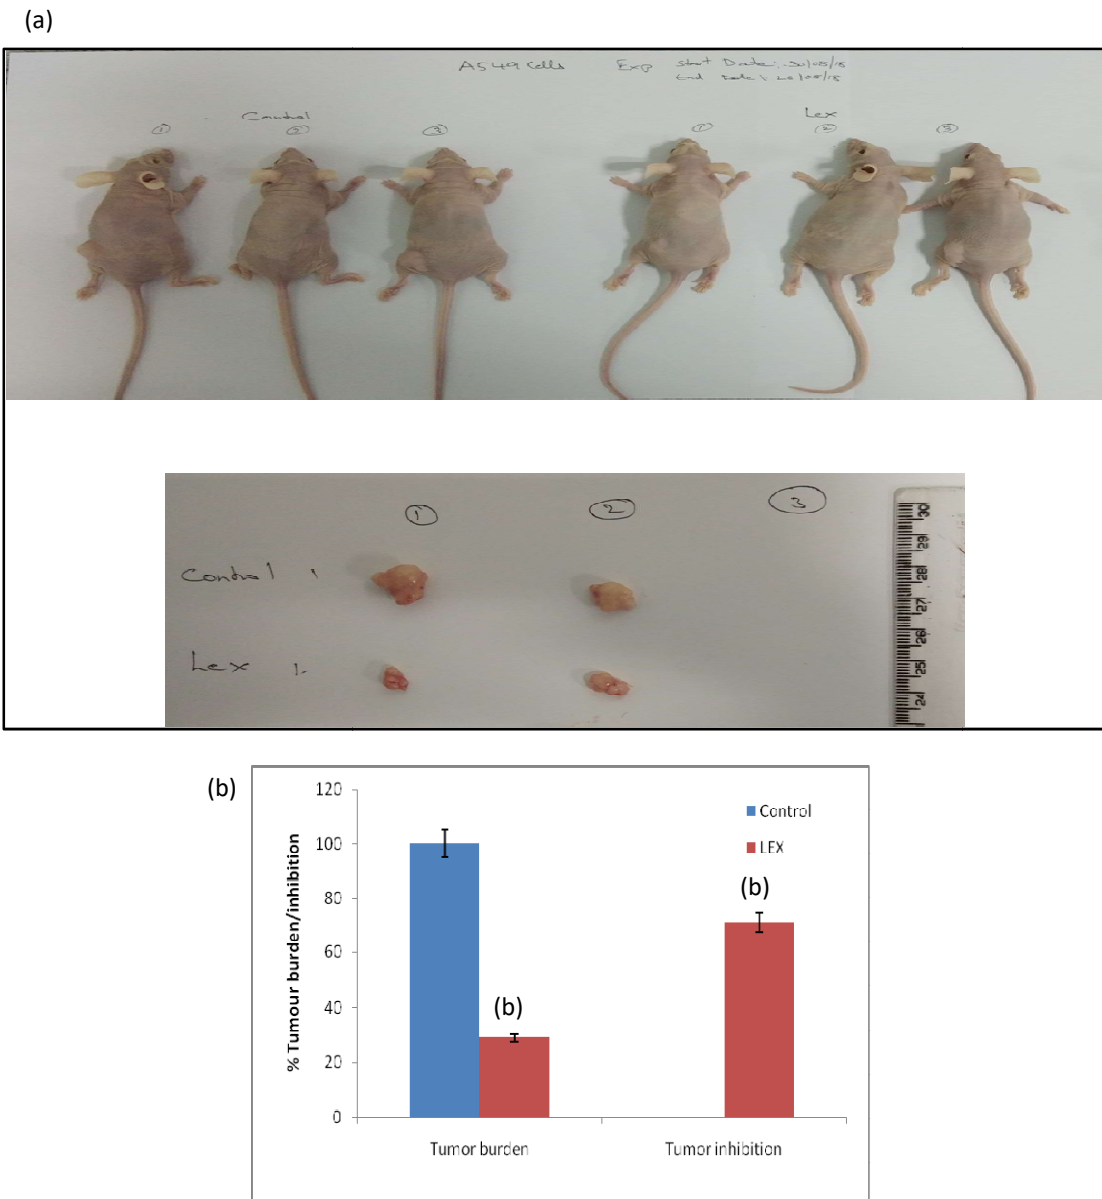 (a)
A549 Cells Exp Start Date:
End Date:
Control Lex
1 2 3 1 2 3
1 2 3
Control :
Lex :
30
29
28
27
26
25
24
(b)
120
100
80
60
40
20
0
% Tumour burden/inhibition
Control
LEX
(b)
(b)
Tumor burden Tumor inhibition